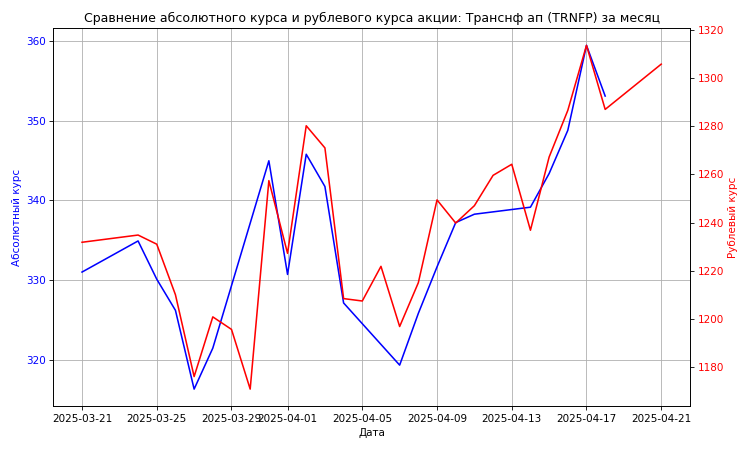 Сравнение абсолютного курса и рублевого курса акции: Транснф ап (TRNFP) за месяц
360
350
340
330
320
Абсолютный курс
1320
1300
1280
1260
1240
1220
1200
1180
Рублевый курс
2025-03-21 2025-03-25 2025-03-29 2025-04-01 2025-04-05 2025-04-09 2025-04-13 2025-04-17 2025-04-21
Дата